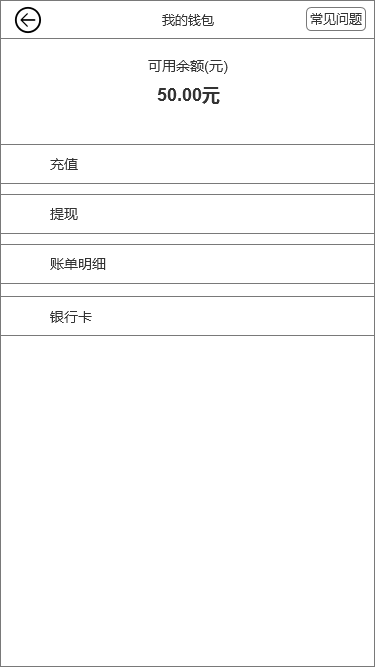 我的钱包
常见问题
可用余额(元)
50.00元
充值
提现
账单明细
银行卡